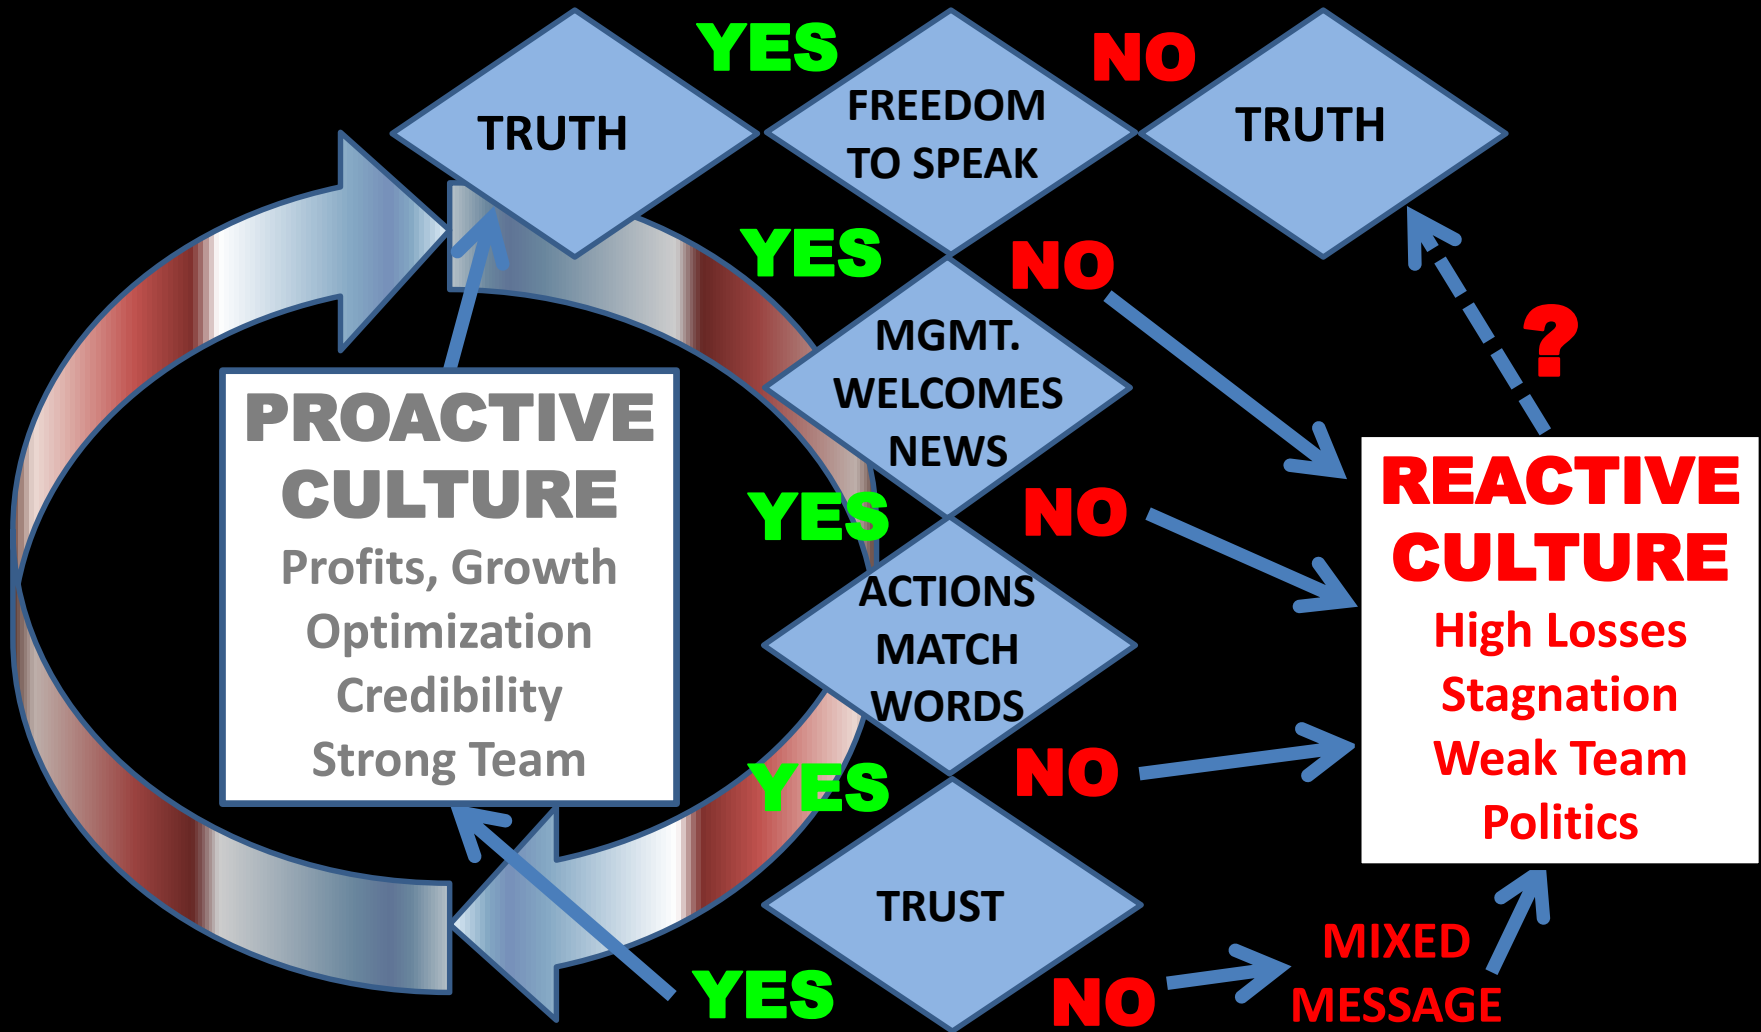 TRUTH
YES
FREEDOM
TO SPEAK
NO
TRUTH
YES
NO
MGMT.
WELCOMES
NEWS
?
PROACTIVE
CULTURE
Profits, Growth
Optimization
Credibility
Strong Team
YES
NO
ACTIONS
MATCH
WORDS
REACTIVE
CULTURE
High Losses
Stagnation
Weak Team
Politics
YES
NO
TRUST
YES
NO
MIXED
MESSAGE